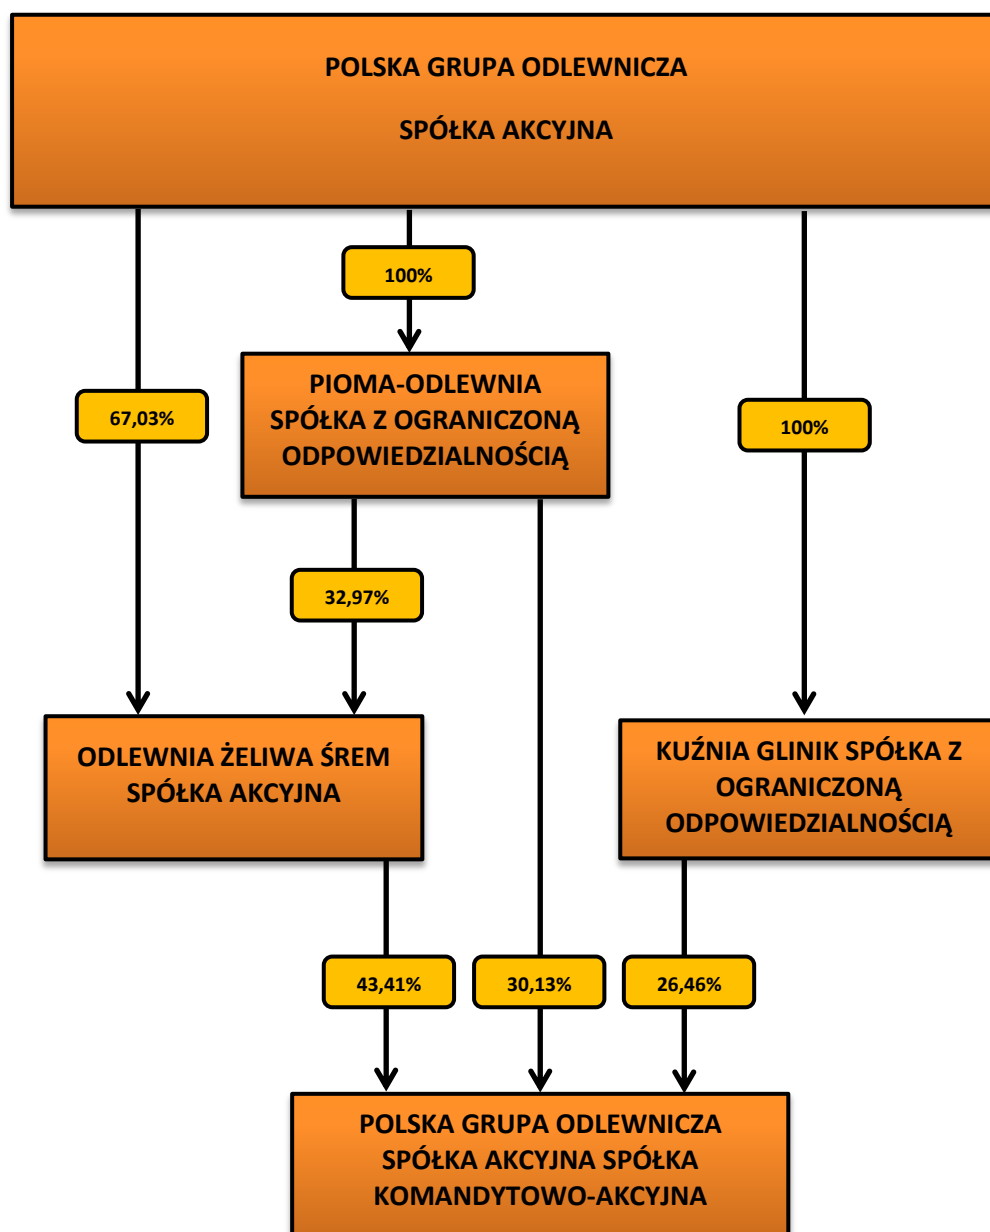 POLSKA GRUPA ODLEWNICZA
SPÓŁKA AKCYJNA
100%
PIOMA-ODLEWNIA
SPÓŁKA Z OGRANICZONĄ
ODPOWIEDZIALNOŚCIĄ
67,03%
100%
32,97%
ODLEWNIA ŻELIWA ŚREM
SPÓŁKA AKCYJNA
KUŹNIA GLINIK SPÓŁKA Z
OGRANICZONĄ
ODPOWIEDZIALNOŚCIĄ
43,41%
30,13%
26,46%
POLSKA GRUPA ODLEWNICZA
SPÓŁKA AKCYJNA SPÓŁKA
KOMANDYTOWO-AKCYJNA